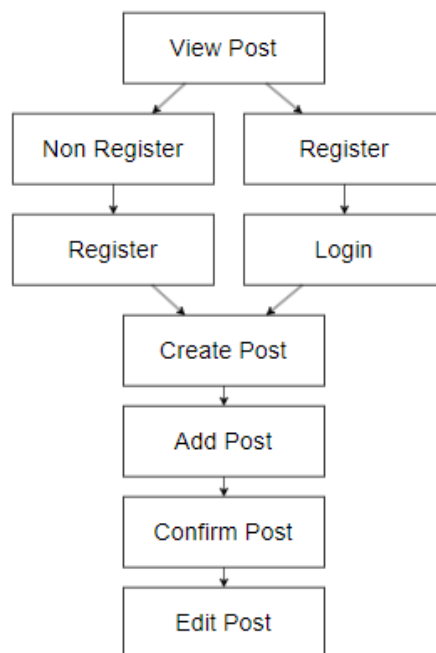 View Post
Non Register
Register
Register
Login
Create Post
Add Post
Confirm Post
Edit Post